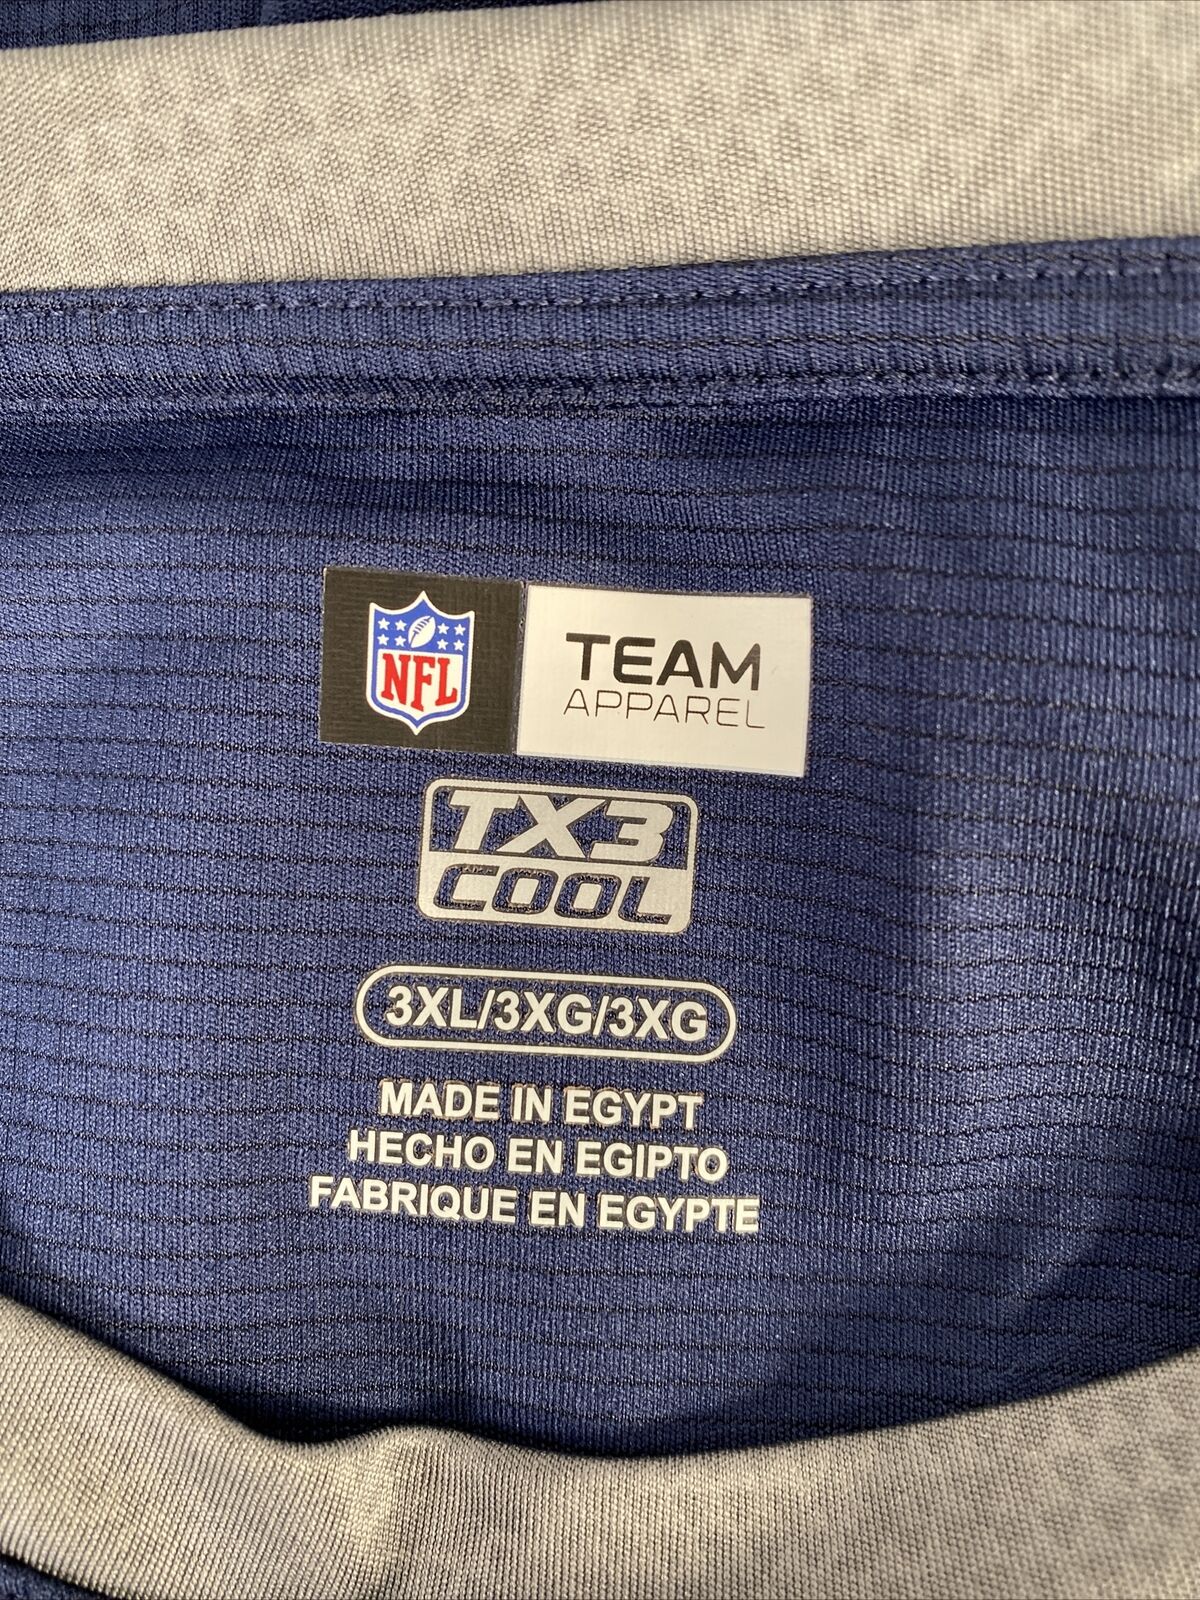 NFL
TEAM
APPAREL
TX3
COOL
3XL/3XG/3XG
MADE IN EGYPT
HECHO EN EGIPTO
FABRIQUE EN EGYPTE